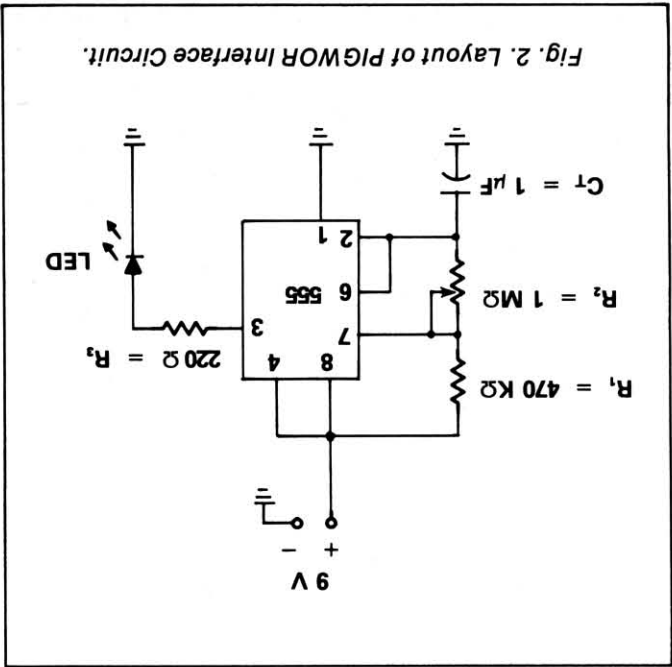 9 V
+ −
R₁ = 470 KΩ
8 4
220 Ω = R₃
7
3
R₂ = 1 MΩ
6
555
LED
2
1
C_T = 1 µF
Fig. 2. Layout of PIGWOR Interface Circuit.